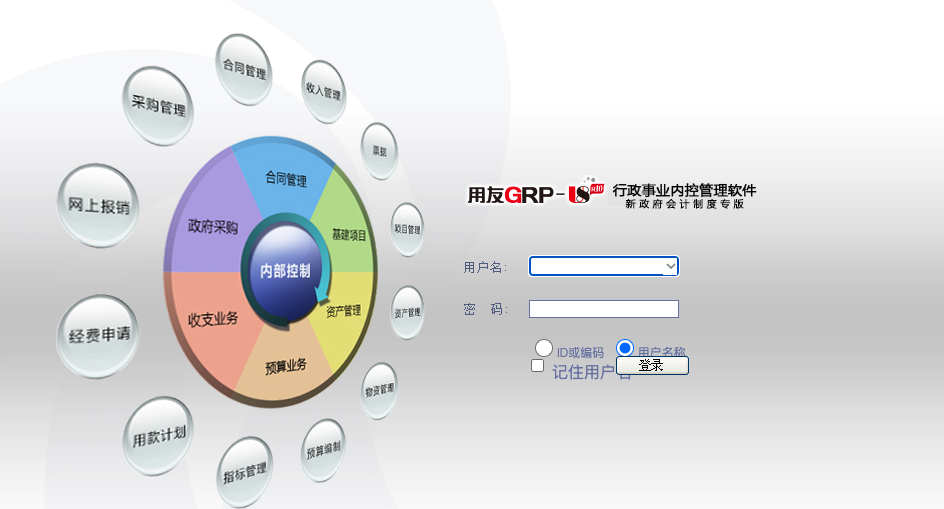 合同管理
收入管理
采购管理
票据
网上报销
项目管理
经费申请
资产管理
用款计划
物资管理
指标管理
预算编制
合同管理
政府采购
基建项目
内部控制
收支业务
资产管理
预算业务
用友GRP-U8 R10 行政事业内控管理软件
新政府会计制度专版
用户名:
密 码:
ID或编码 用户名称
记住用户名 登录